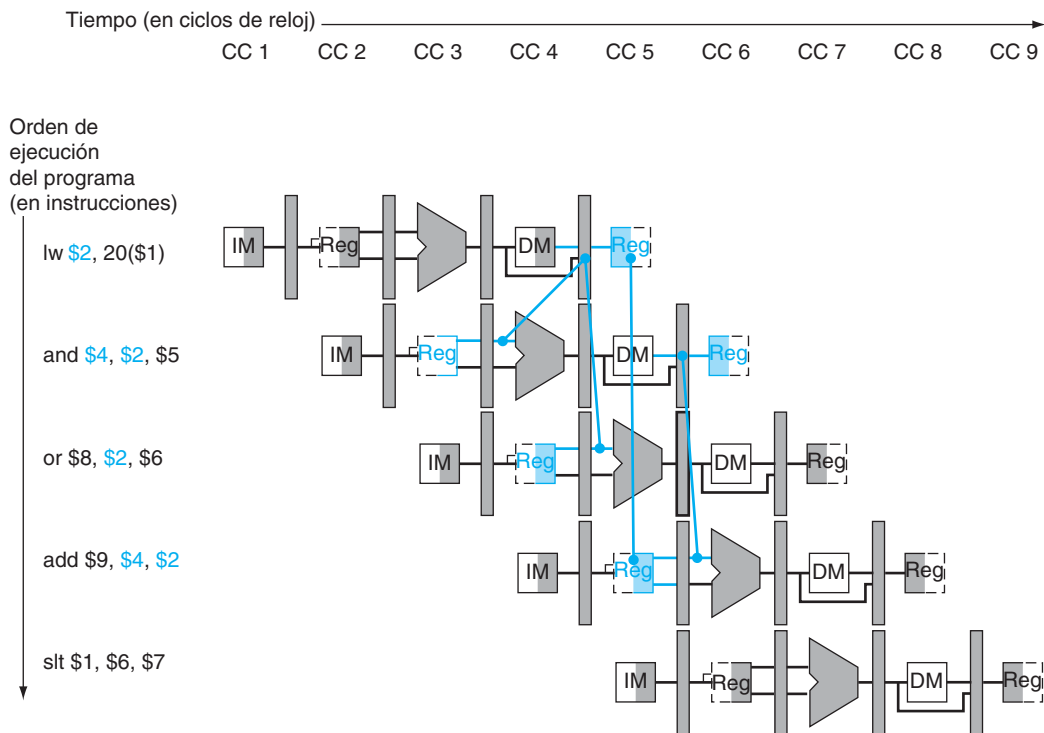 Tiempo (en ciclos de reloj)
CC 1 CC 2 CC 3 CC 4 CC 5 CC 6 CC 7 CC 8 CC 9
Orden de
ejecución
del programa
(en instrucciones)
lw $2, 20($1)
IM Reg DM Reg
and $4, $2, $5
IM Reg DM Reg
or $8, $2, $6
IM Reg DM Reg
add $9, $4, $2
IM Reg DM Reg
slt $1, $6, $7
IM Reg DM Reg